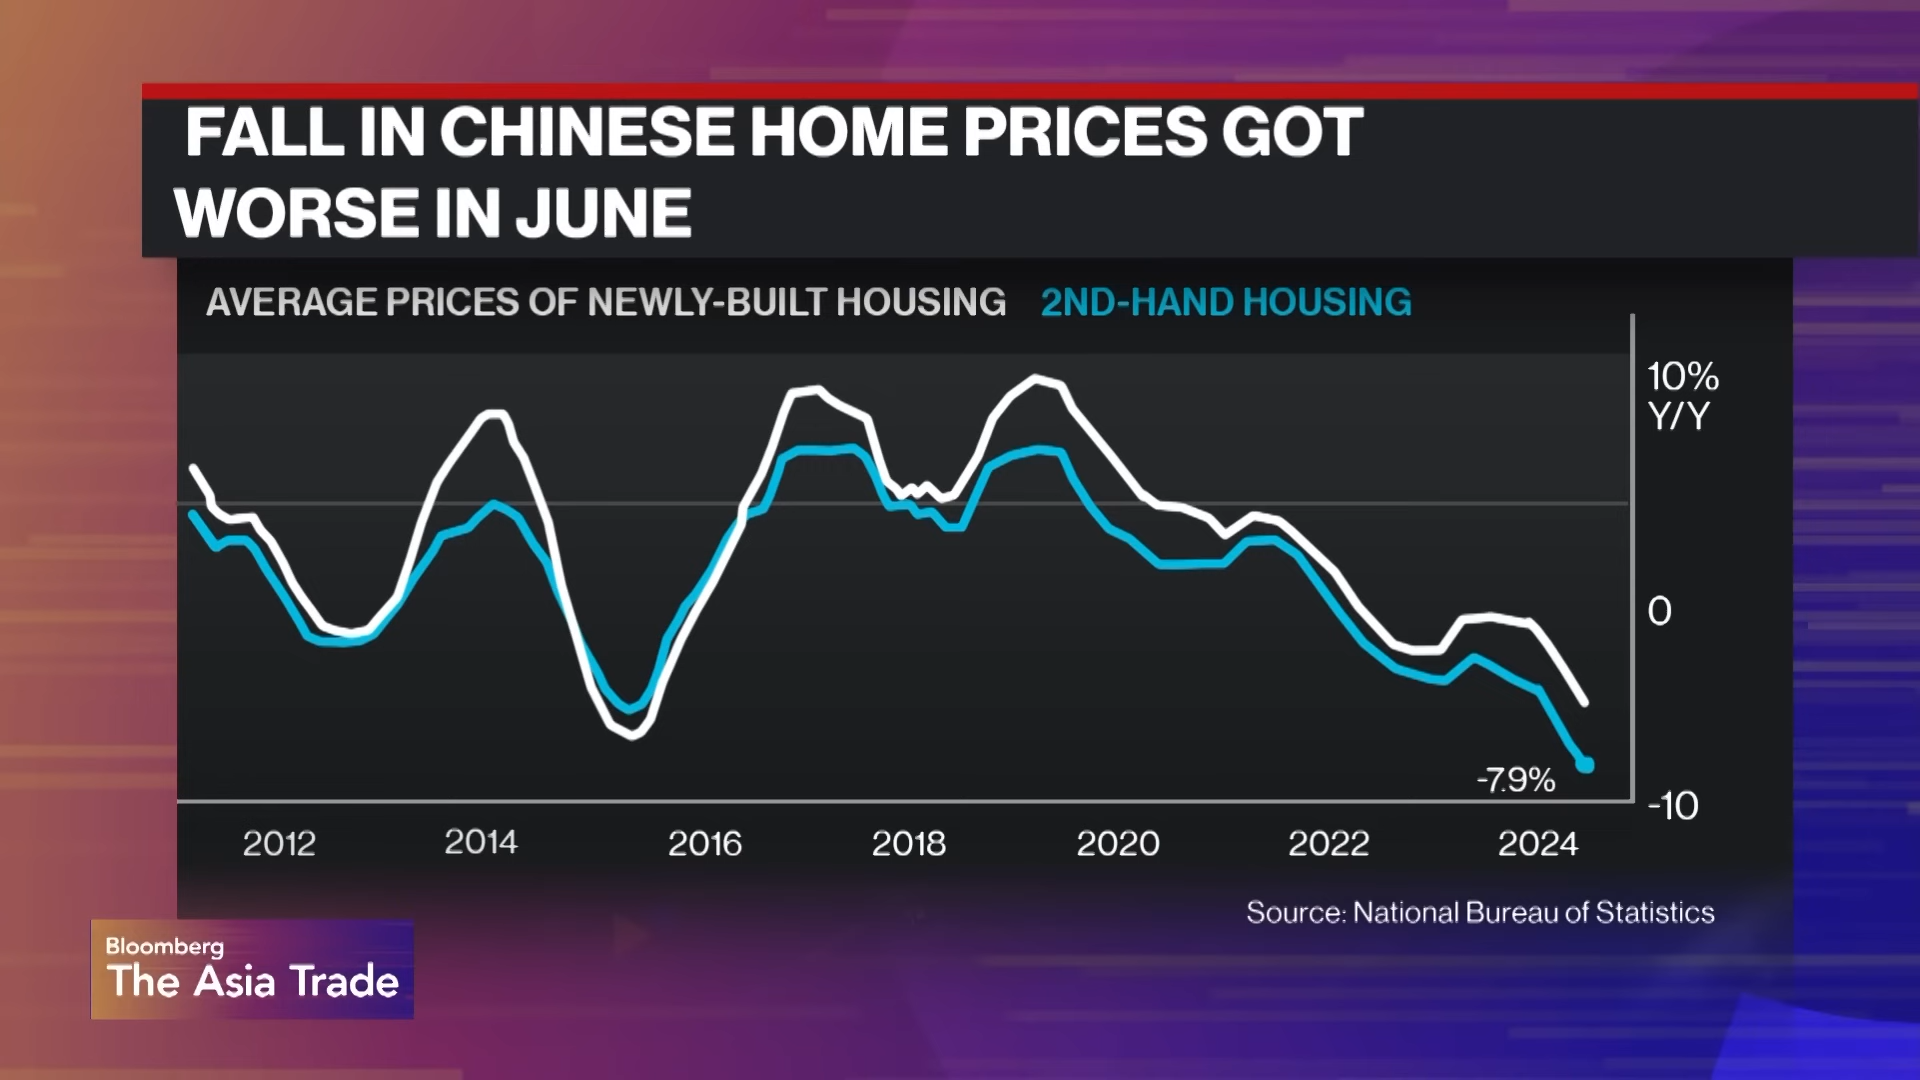 FALL IN CHINESE HOME PRICES GOT
WORSE IN JUNE
AVERAGE PRICES OF NEWLY-BUILT HOUSING 2ND-HAND HOUSING
10%
Y/Y
0
-7.9%
-10
2012 2014 2016 2018 2020 2022 2024
Source: National Bureau of Statistics
Bloomberg
The Asia Trade